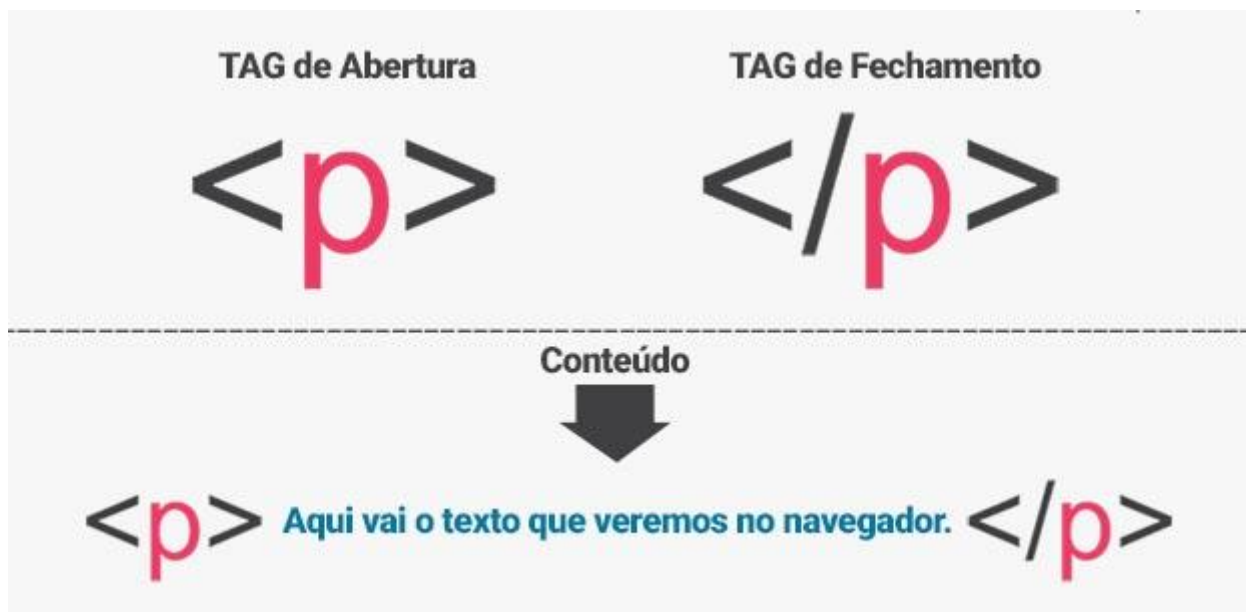 TAG de Abertura TAG de Fechamento
<p> </p>
Conteúdo
<p> Aqui vai o texto que veremos no navegador. </p>